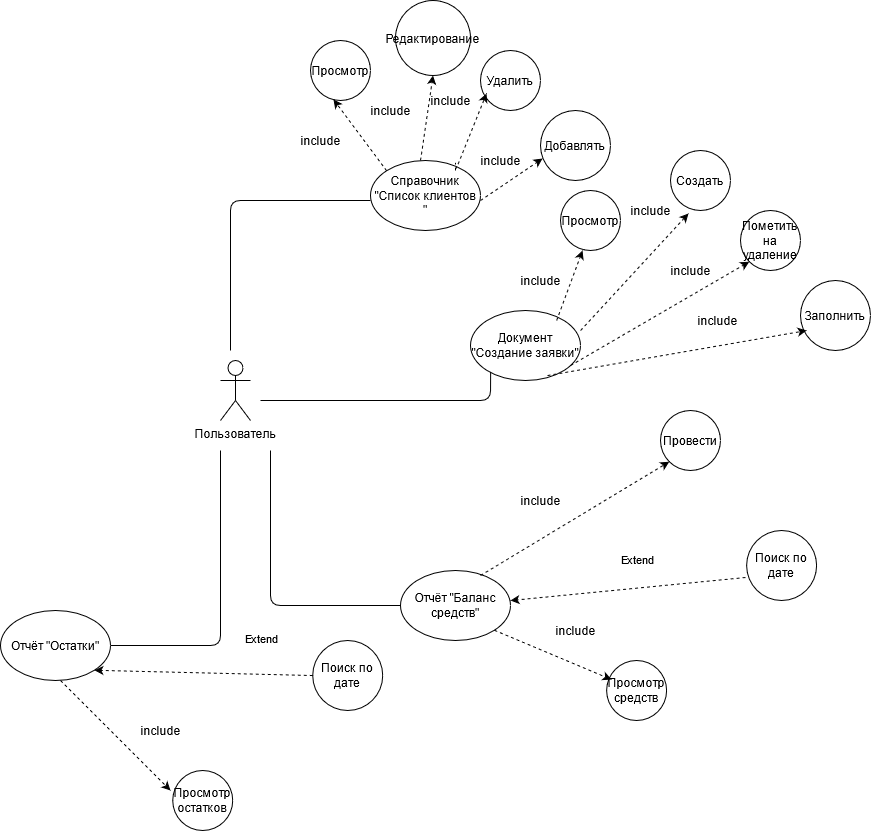 Редактирование
Просмотр
Удалить
include
include
include
Добавлять
include
Справочник
"Список клиентов
"
Создать
Просмотр
include
Пометить
на
удаление
include
include
Заполнить
include
Документ
"Создание заявки"
Пользователь
Провести
include
Extend
Поиск по
дате
Отчёт "Баланс
средств"
include
Просмотр
средств
Отчёт "Остатки"
Extend
Поиск по
дате
include
Просмотр
остатков